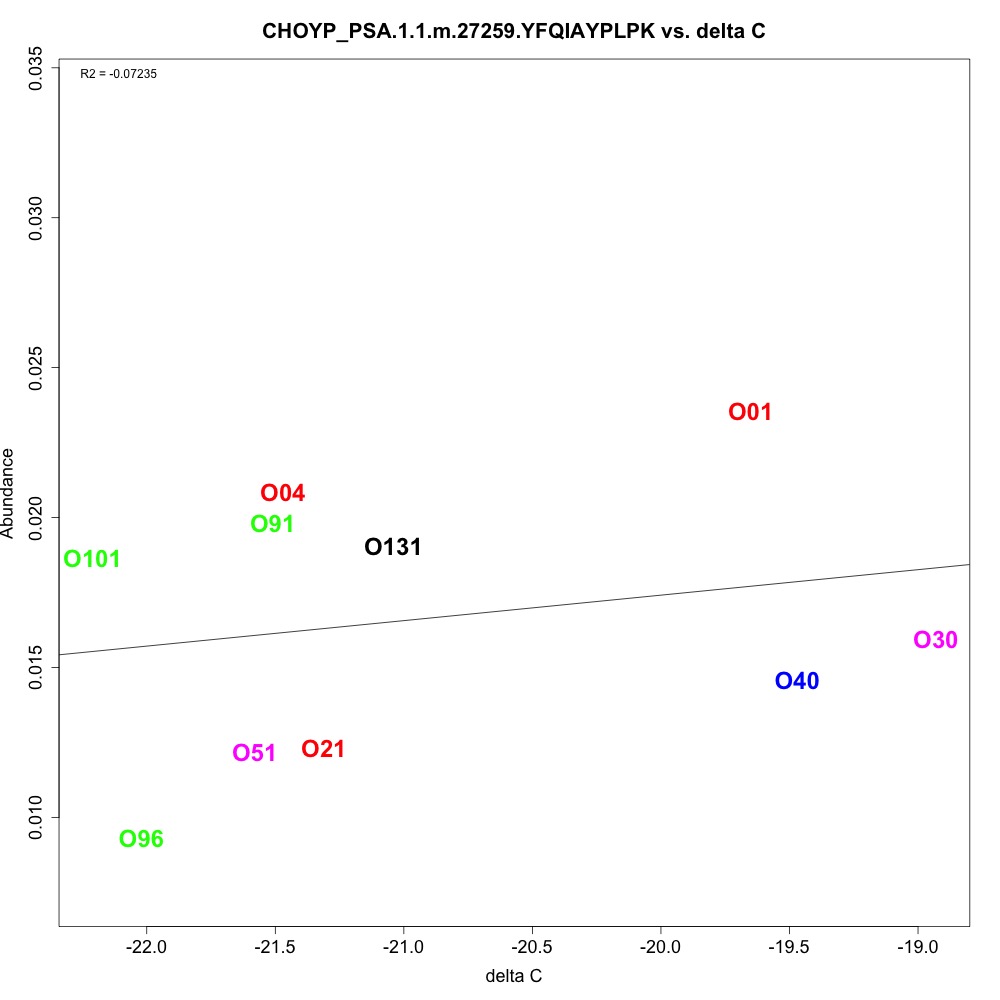 CHOYP_PSA.1.1.m.27259.YFQIAYPLPK vs. delta C
R2 = -0.07235
0.035
0.030
0.025
0.020
0.015
0.010
Abundance
O01
O04
O91
O131
O101
O30
O40
O51
O21
O96
-22.0 -21.5 -21.0 -20.5 -20.0 -19.5 -19.0
delta C